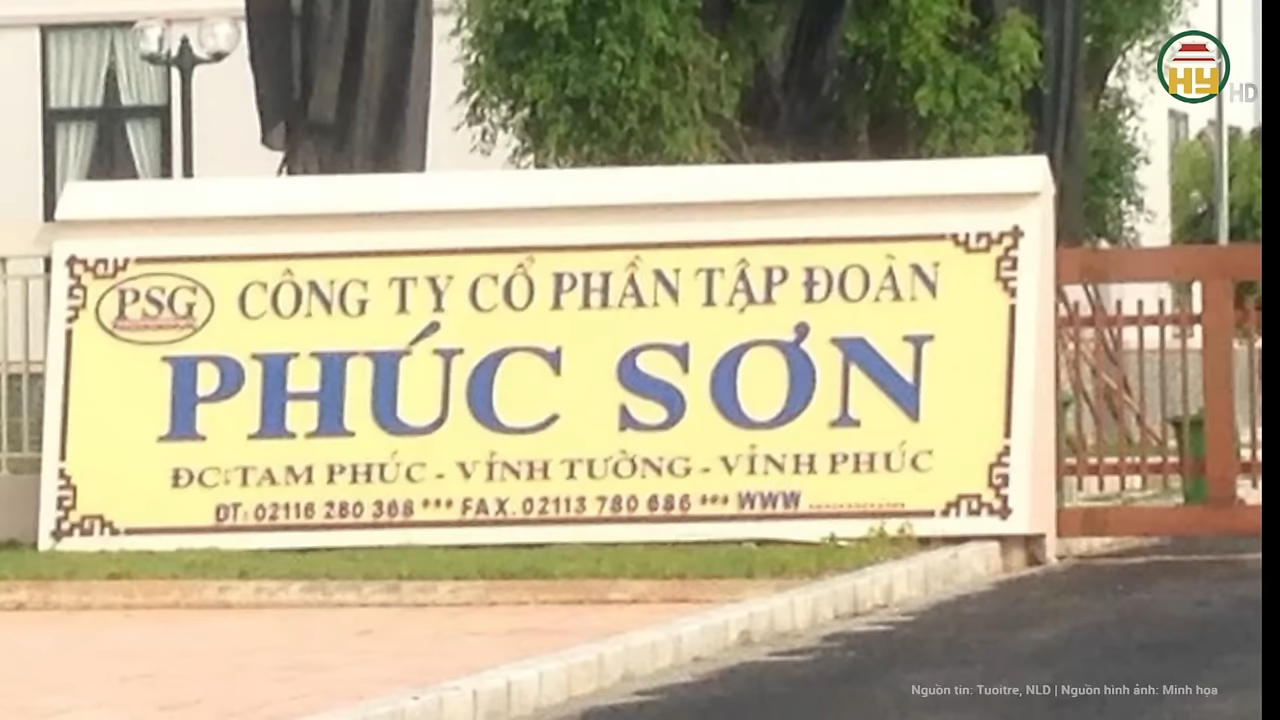 HY HD
PSG
CÔNG TY CỔ PHẦN TẬP ĐOÀN
PHÚC SƠN
ĐC: TAM PHÚC - VĨNH TƯỜNG - VĨNH PHÚC
ĐT: 02116 280 368 *** FAX. 02113 780 686 *** WWW
Nguồn tin: Tuoitre, NLD | Nguồn hình ảnh: Minh họa